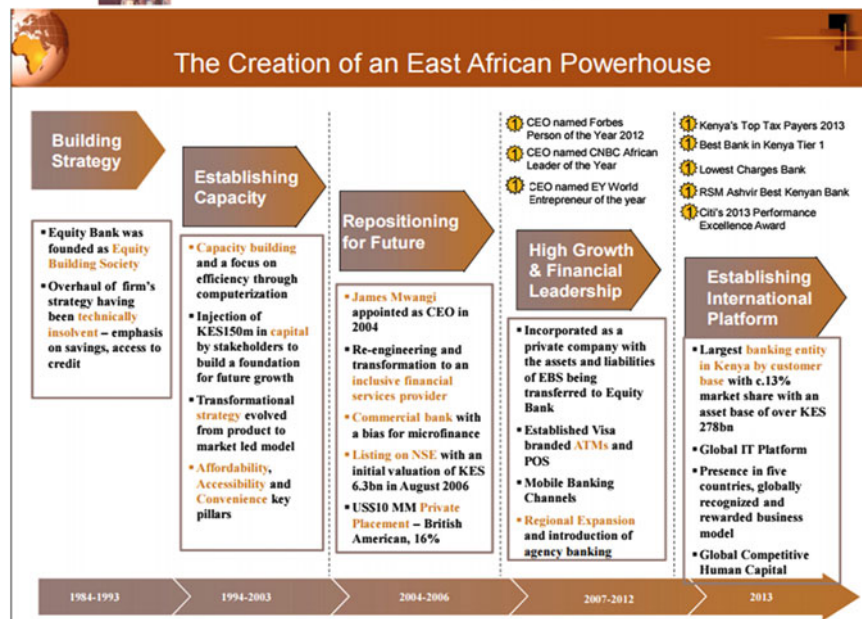 The Creation of an East African Powerhouse
Building
Strategy
▪ Equity Bank was
founded as Equity
Building Society
▪ Overhaul of firm's
strategy having
been technically
insolvent – emphasis
on savings, access to
credit
Establishing
Capacity
▪ Capacity building
and a focus on
efficiency through
computerization
▪ Injection of
KES150m in capital
by stakeholders to
build a foundation
for future growth
▪ Transformational
strategy evolved
from product to
market led model
▪ Affordability,
Accessibility and
Convenience key
pillars
Repositioning
for Future
▪ James Mwangi
appointed as CEO in
2004
▪ Re-engineering and
transformation to an
inclusive financial
services provider
▪ Commercial bank with
a bias for microfinance
▪ Listing on NSE with an
initial valuation of KES
6.3bn in August 2006
▪ US$10 MM Private
Placement – British
American, 16%
1 CEO named Forbes
Person of the Year 2012
1 CEO named CNBC African
Leader of the Year
1 CEO named EY World
Entrepreneur of the year
High Growth
& Financial
Leadership
▪ Incorporated as a
private company with
the assets and liabilities
of EBS being
transferred to Equity
Bank
▪ Established Visa
branded ATMs and
POS
▪ Mobile Banking
Channels
▪ Regional Expansion
and introduction of
agency banking
1 Kenya's Top Tax Payers 2013
1 Best Bank in Kenya Tier 1
1 Lowest Charges Bank
1 RSM Ashvir Best Kenyan Bank
1 Citi's 2013 Performance
Excellence Award
Establishing
International
Platform
▪ Largest banking entity
in Kenya by customer
base with c.13%
market share with an
asset base of over KES
278bn
▪ Global IT Platform
▪ Presence in five
countries, globally
recognized and
rewarded business
model
▪ Global Competitive
Human Capital
1984-1993
1994-2003
2004-2006
2007-2012
2013